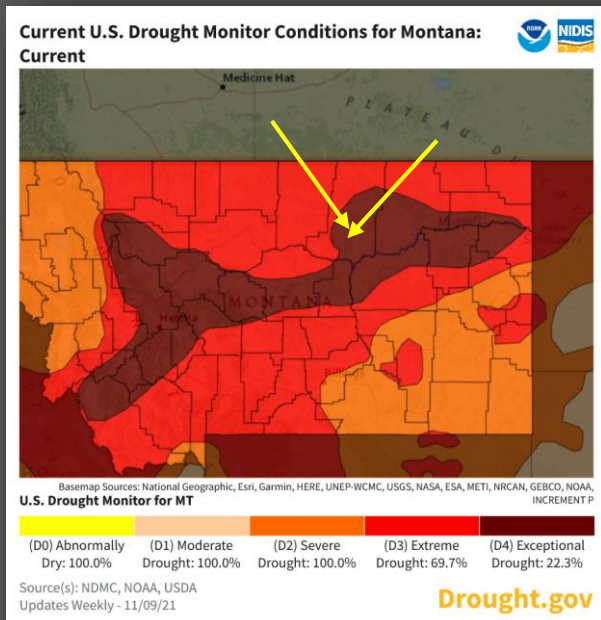 Current U.S. Drought Monitor Conditions for Montana:
Current
NOAA
NIDIS
Medicine Hat
PLATEAU DU
MONTANA
Basemap Sources: National Geographic, Esri, Garmin, HERE, UNEP-WCMC, USGS, NASA, ESA, METI, NRCAN, GEBCO, NOAA,
INCREMENT P
U.S. Drought Monitor for MT
(D0) Abnormally
Dry: 100.0%
(D1) Moderate
Drought: 100.0%
(D2) Severe
Drought: 100.0%
(D3) Extreme
Drought: 69.7%
(D4) Exceptional
Drought: 22.3%
Source(s): NDMC, NOAA, USDA
Updates Weekly - 11/09/21
Drought.gov